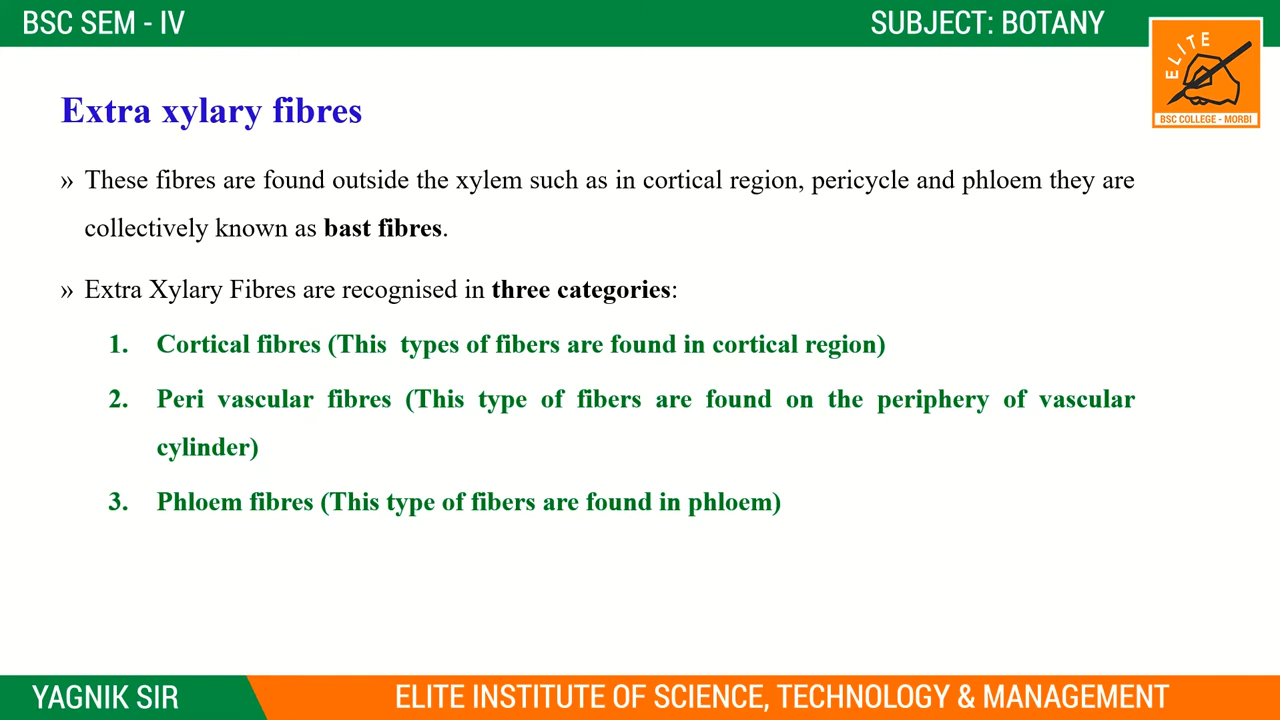 BSC SEM - IV
SUBJECT: BOTANY
ELITE
BSC COLLEGE - MORBI
Extra xylary fibres
» These fibres are found outside the xylem such as in cortical region, pericycle and phloem they are
collectively known as bast fibres.
» Extra Xylary Fibres are recognised in three categories:
1. Cortical fibres (This types of fibers are found in cortical region)
2. Peri vascular fibres (This type of fibers are found on the periphery of vascular
cylinder)
3. Phloem fibres (This type of fibers are found in phloem)
YAGNIK SIR
ELITE INSTITUTE OF SCIENCE, TECHNOLOGY & MANAGEMENT